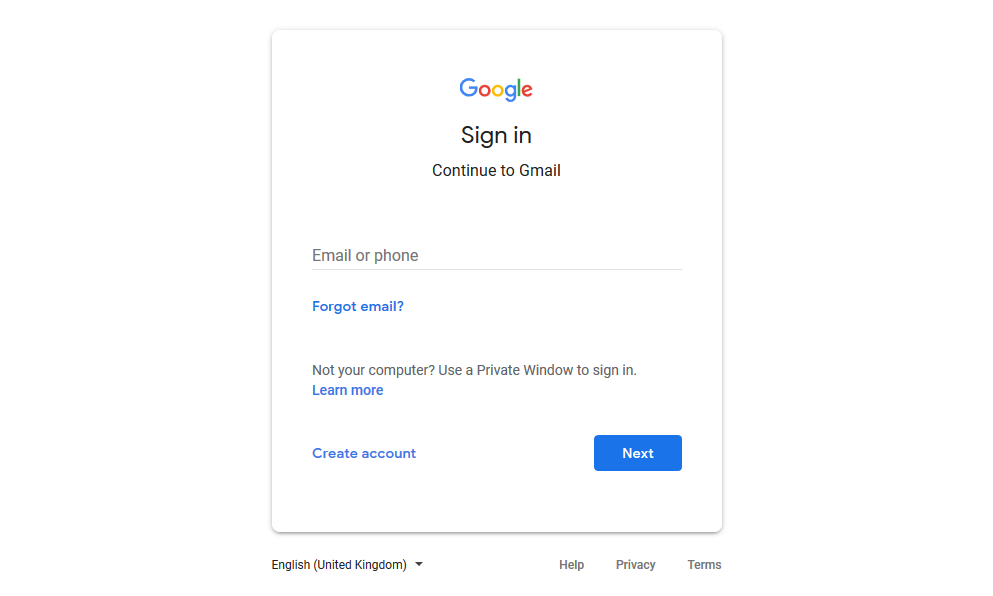 Google
Sign in
Continue to Gmail
Email or phone
Forgot email?
Not your computer? Use a Private Window to sign in.
Learn more
Create account
Next
English (United Kingdom)
Help
Privacy
Terms